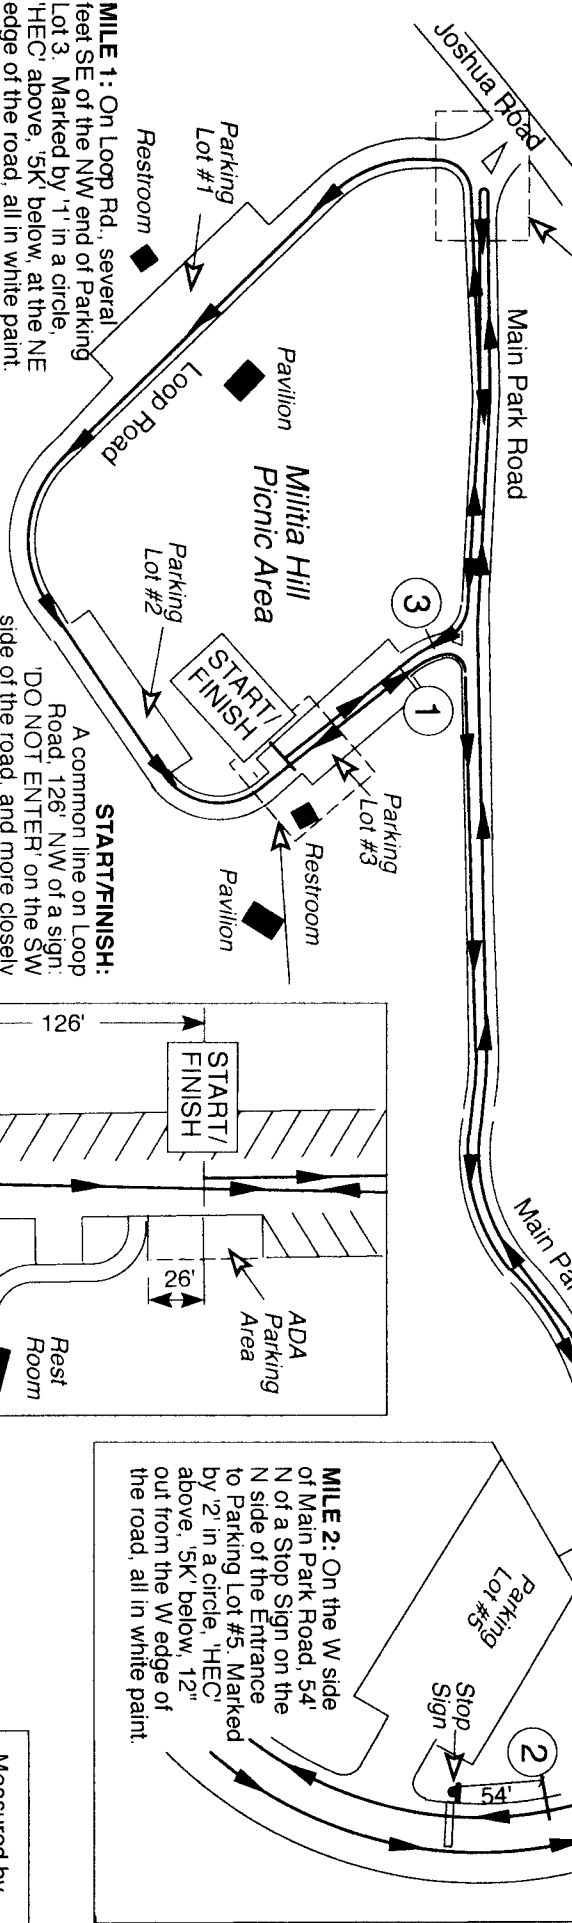 Joshua Road
Main Park Road
Parking
Lot #1
Restroom
Pavilion
Loop Road
Militia Hill
Picnic Area
Parking
Lot #2
START/
FINISH
3
1
Parking
Lot #3
Restroom
Pavilion
Main Par
MILE 1: On Loop Rd., several
feet SE of the NW end of Parking
Lot 3. Marked by '1' in a circle,
'HEC' above, '5K' below, at the NE
edge of the road, all in white paint.
START/FINISH:
A common line on Loop
Road, 126' NW of a sign:
'DO NOT ENTER' on the SW
side of the road, and more closely
126'
START/
FINISH
26'
ADA
Parking
Area
Rest
Room
MILE 2: On the W side
of Main Park Road, 54'
N of a Stop Sign on the
N side of the Entrance
to Parking Lot #5. Marked
by '2' in a circle, 'HEC'
above, '5K' below, 12"
out from the W edge of
the road, all in white paint.
Parking
Lot #5
Stop
Sign
2
54'
Measured by